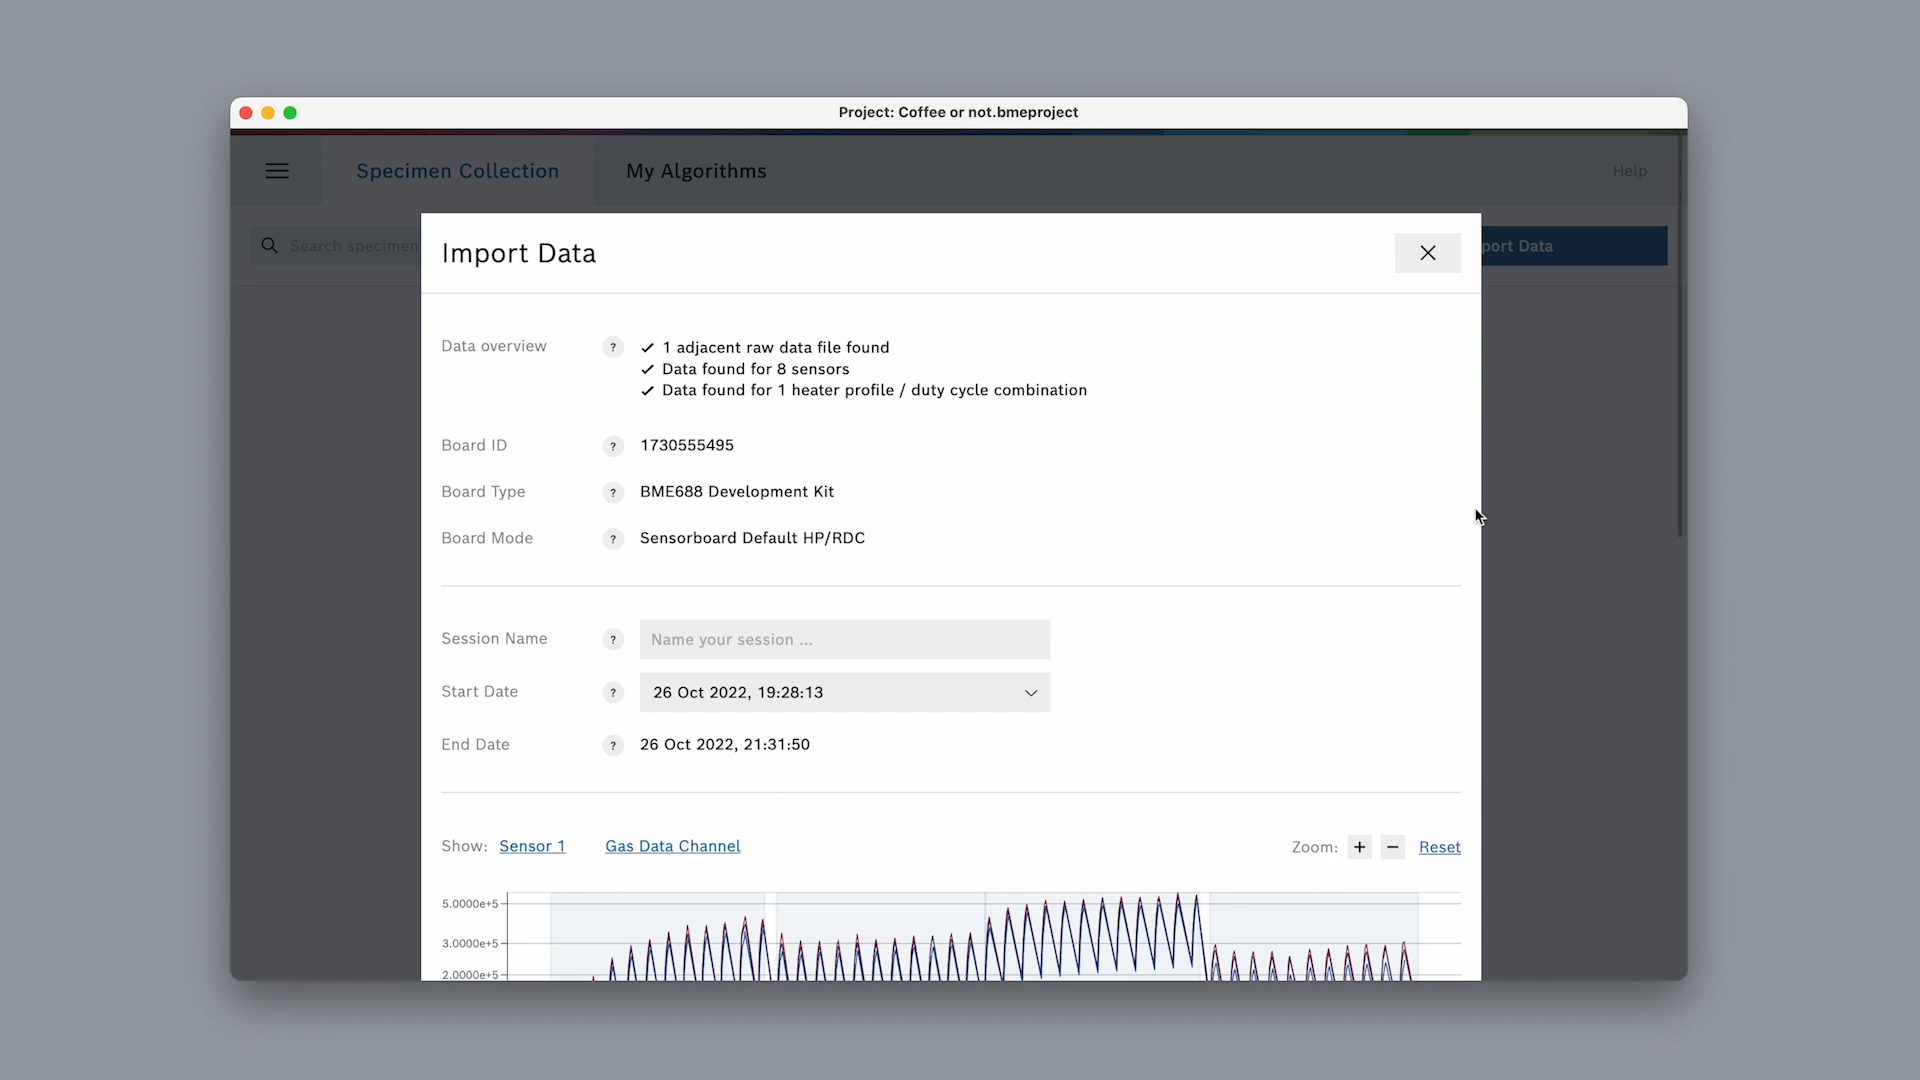 Project: Coffee or not.bmeproject
Specimen Collection
My Algorithms
Help
Search specimen
port Data
Import Data
Data overview ? ✓ 1 adjacent raw data file found
✓ Data found for 8 sensors
✓ Data found for 1 heater profile / duty cycle combination
Board ID ? 1730555495
Board Type ? BME688 Development Kit
Board Mode ? Sensorboard Default HP/RDC
Session Name ? Name your session ...
Start Date ? 26 Oct 2022, 19:28:13
End Date ? 26 Oct 2022, 21:31:50
Show: Sensor 1 Gas Data Channel Zoom: + − Reset
5.0000e+5
3.0000e+5
2.0000e+5